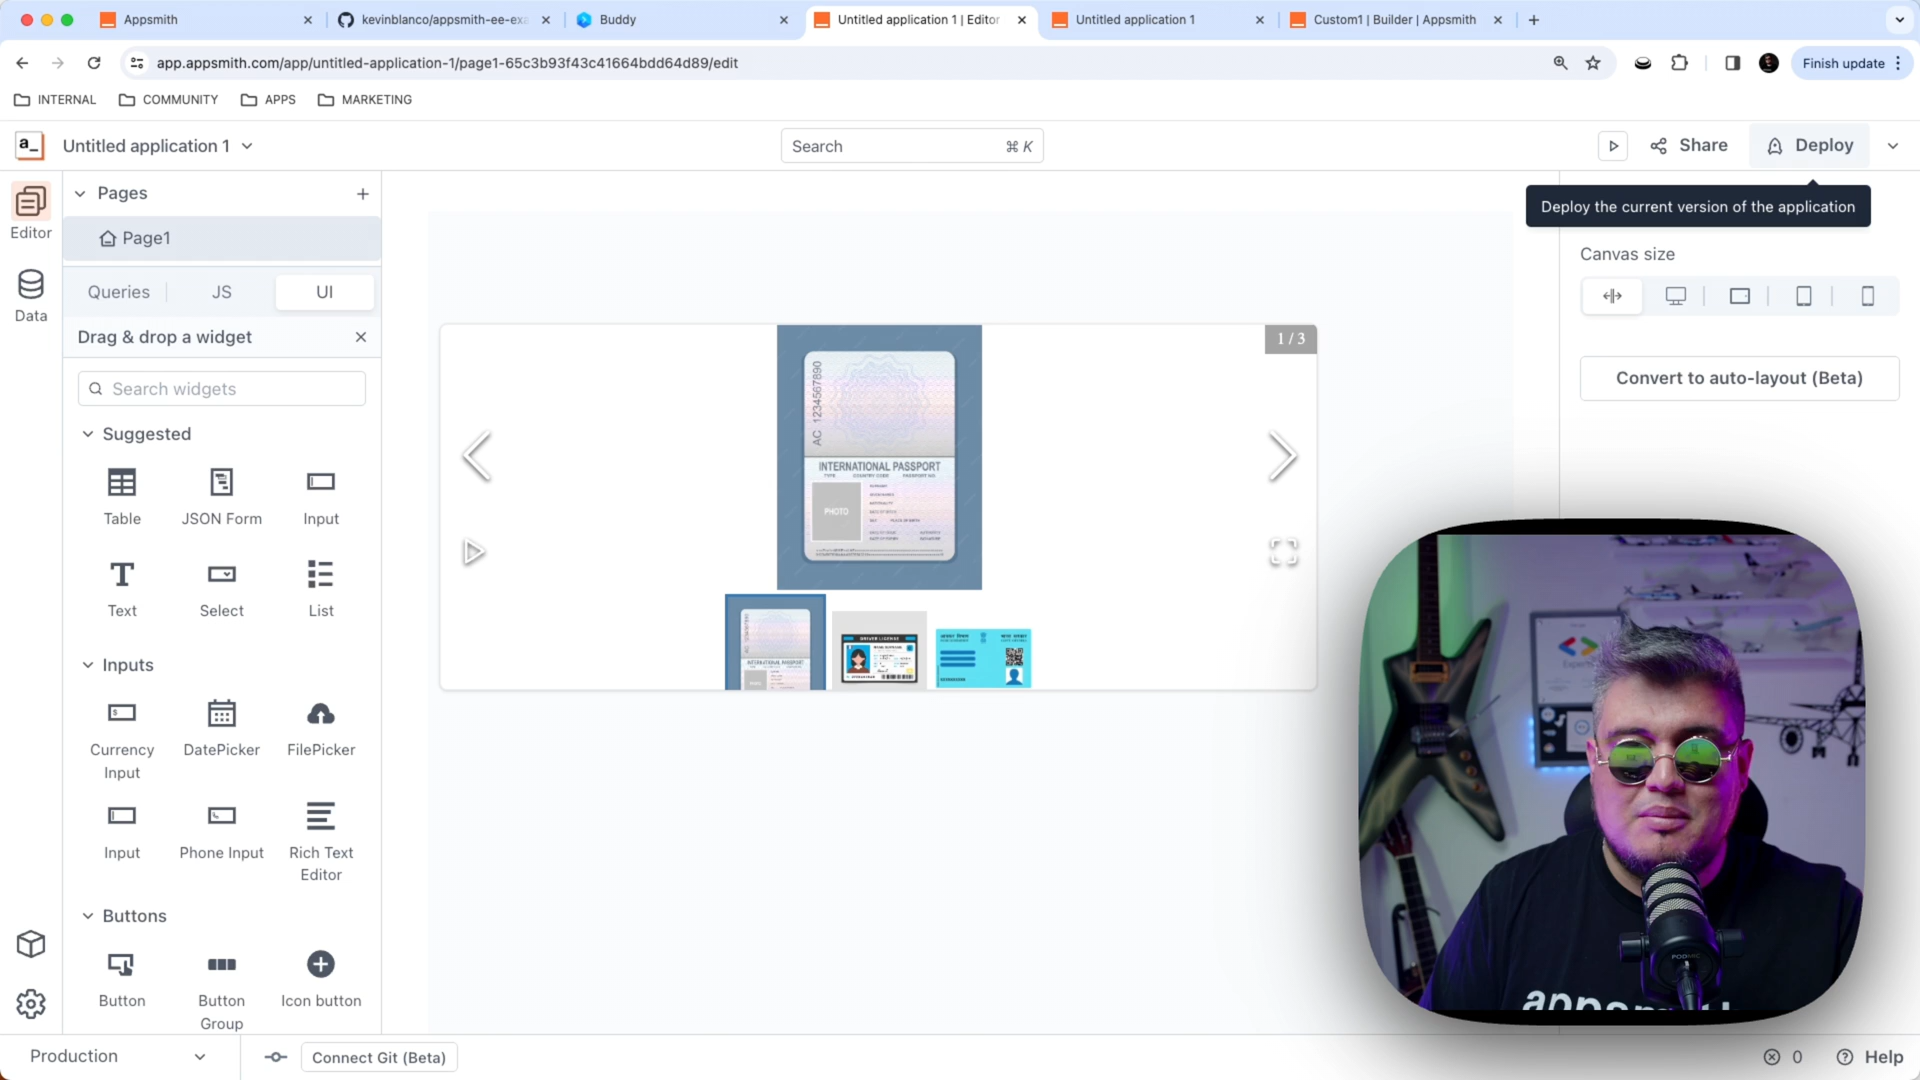 Appsmith
kevinblanco/appsmith-ee-exa
Buddy
Untitled application 1 | Editor
Untitled application 1
Custom1 | Builder | Appsmith
app.appsmith.com/app/untitled-application-1/page1-65c3b93f43c41664bdd64d89/edit
Finish update
INTERNAL
COMMUNITY
APPS
MARKETING
a_
Untitled application 1
Search
⌘ K
Share
Deploy
Deploy the current version of the application
Editor
Data
Pages
Page1
Queries
JS
UI
Drag & drop a widget
Search widgets
Suggested
Table
JSON Form
Input
Text
Select
List
Inputs
Currency
Input
DatePicker
FilePicker
Input
Phone Input
Rich Text
Editor
Buttons
Button
Button
Group
Icon button
1 / 3
AC 1234567890
INTERNATIONAL PASSPORT
PHOTO
DRIVER LICENSE
Canvas size
Convert to auto-layout (Beta)
Production
Connect Git (Beta)
0
Help